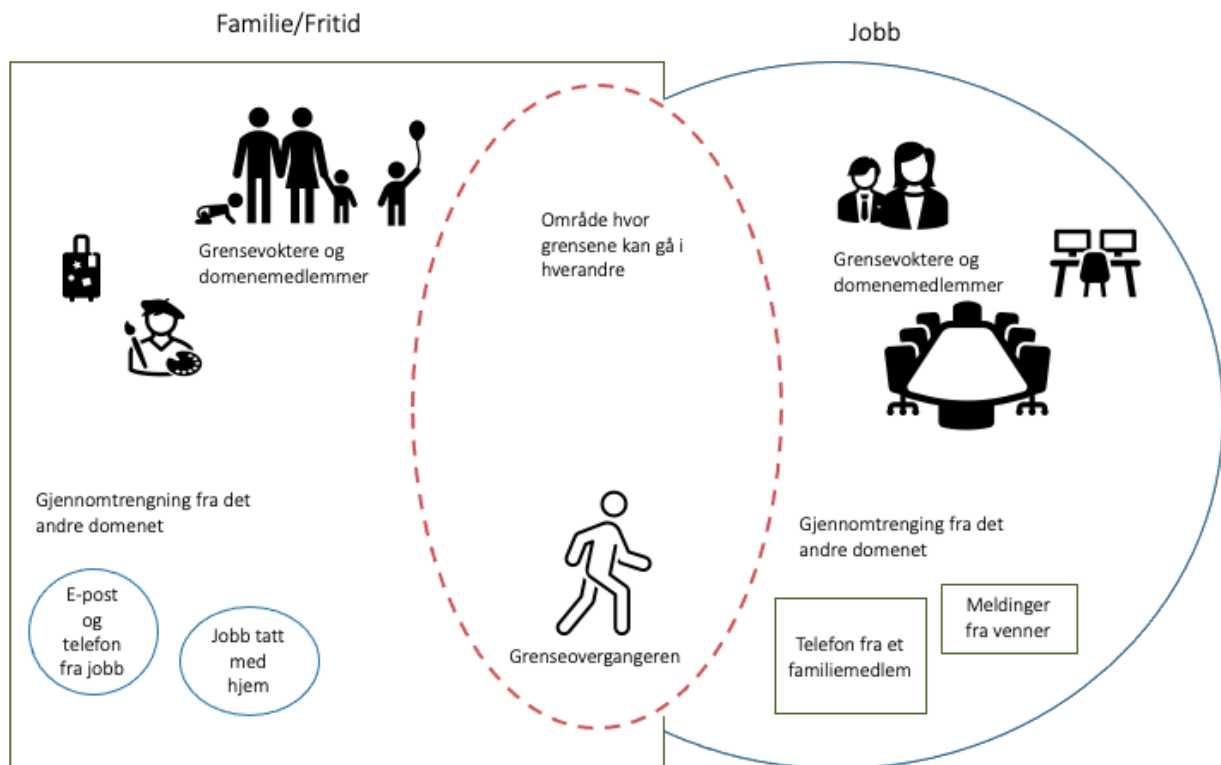 Familie/Fritid
Jobb
Grensevoktere og
domenemedlemmer
Område hvor
grensene kan gå i
hverandre
Grensevoktere og
domenemedlemmer
Gjennomtrengning fra det
andre domenet
E-post
og
telefon
fra jobb
Jobb tatt
med
hjem
Grenseovergangeren
Gjennomtrenging fra det
andre domenet
Telefon fra et
familiemedlem
Meldinger
fra venner